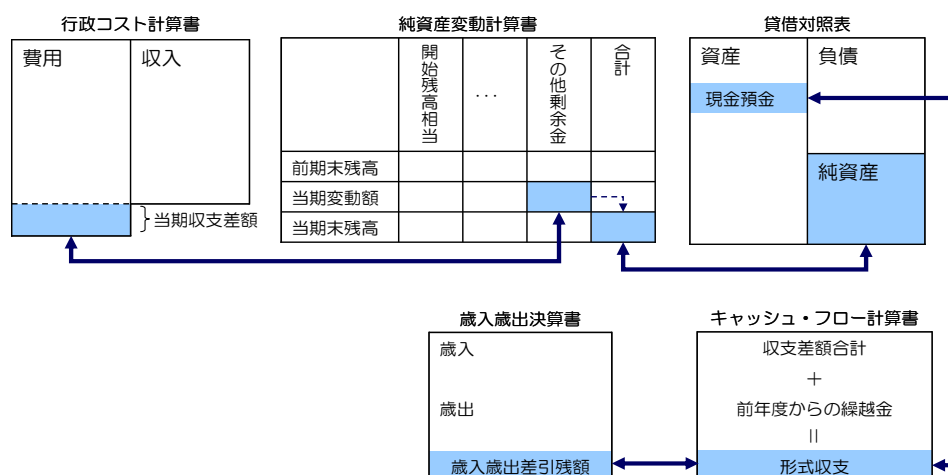 行政コスト計算書
費用
収入
当期収支差額
純資産変動計算書
開始残高相当
...
その他剰余金
合計
前期末残高
当期変動額
当期末残高
貸借対照表
資産
負債
現金預金
純資産
歳入歳出決算書
歳入
歳出
歳入歳出差引残額
キャッシュ・フロー計算書
収支差額合計
＋
前年度からの繰越金
＝
形式収支